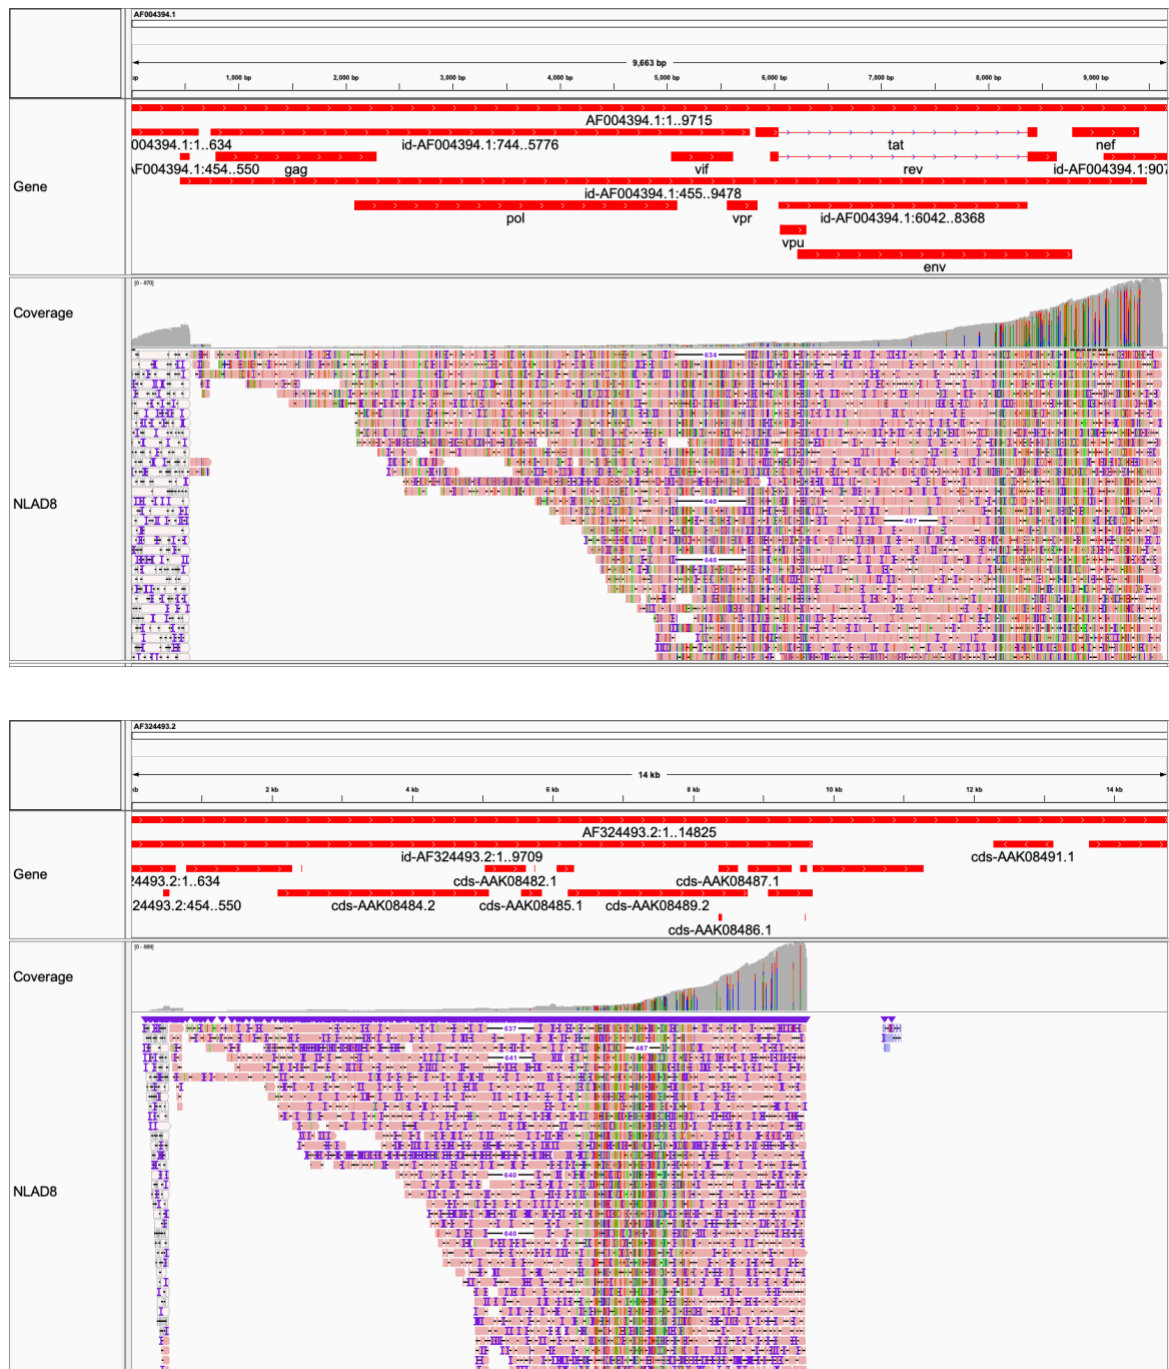 AF004394.1
9,663 bp
1,000 bp 2,000 bp 3,000 bp 4,000 bp 5,000 bp 6,000 bp 7,000 bp 8,000 bp 9,000 bp
Gene
AF004394.1:1..9715
004394.1:1..634 id-AF004394.1:744..5776 tat nef
AF004394.1:454..550 gag vif rev id-AF004394.1:907
id-AF004394.1:455..9478
pol vpr id-AF004394.1:6042..8368
vpu
env
Coverage
[0 - 870]
634
NLAD8
640
487
640
AF324493.2
14 kb
2 kb 4 kb 6 kb 8 kb 10 kb 12 kb 14 kb
Gene
AF324493.2:1..14825
id-AF324493.2:1..9709 cds-AAK08491.1
24493.2:1..634 cds-AAK08482.1 cds-AAK08487.1
24493.2:454..550 cds-AAK08484.2 cds-AAK08485.1 cds-AAK08489.2
cds-AAK08486.1
Coverage
637
487
641
NLAD8
640
640